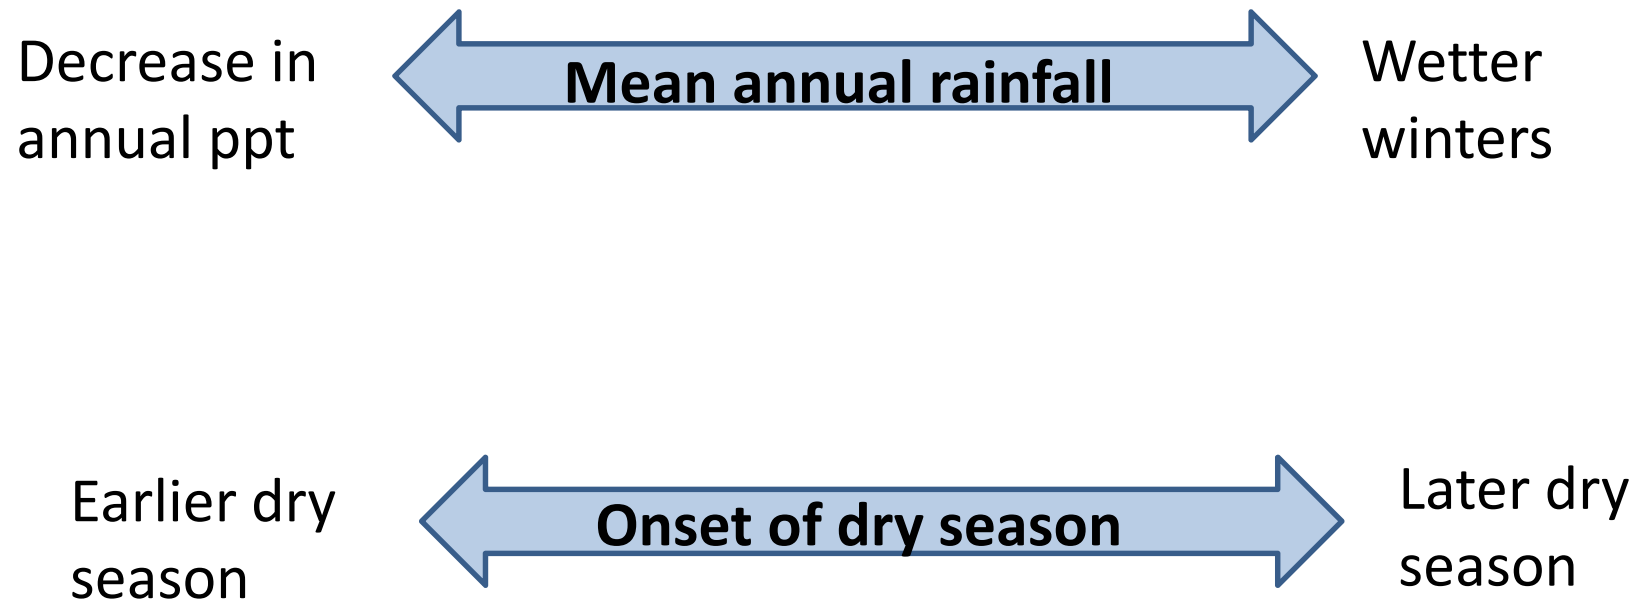 Decrease in
annual ppt
Mean annual rainfall
Wetter
winters
Earlier dry
season
Onset of dry season
Later dry
season